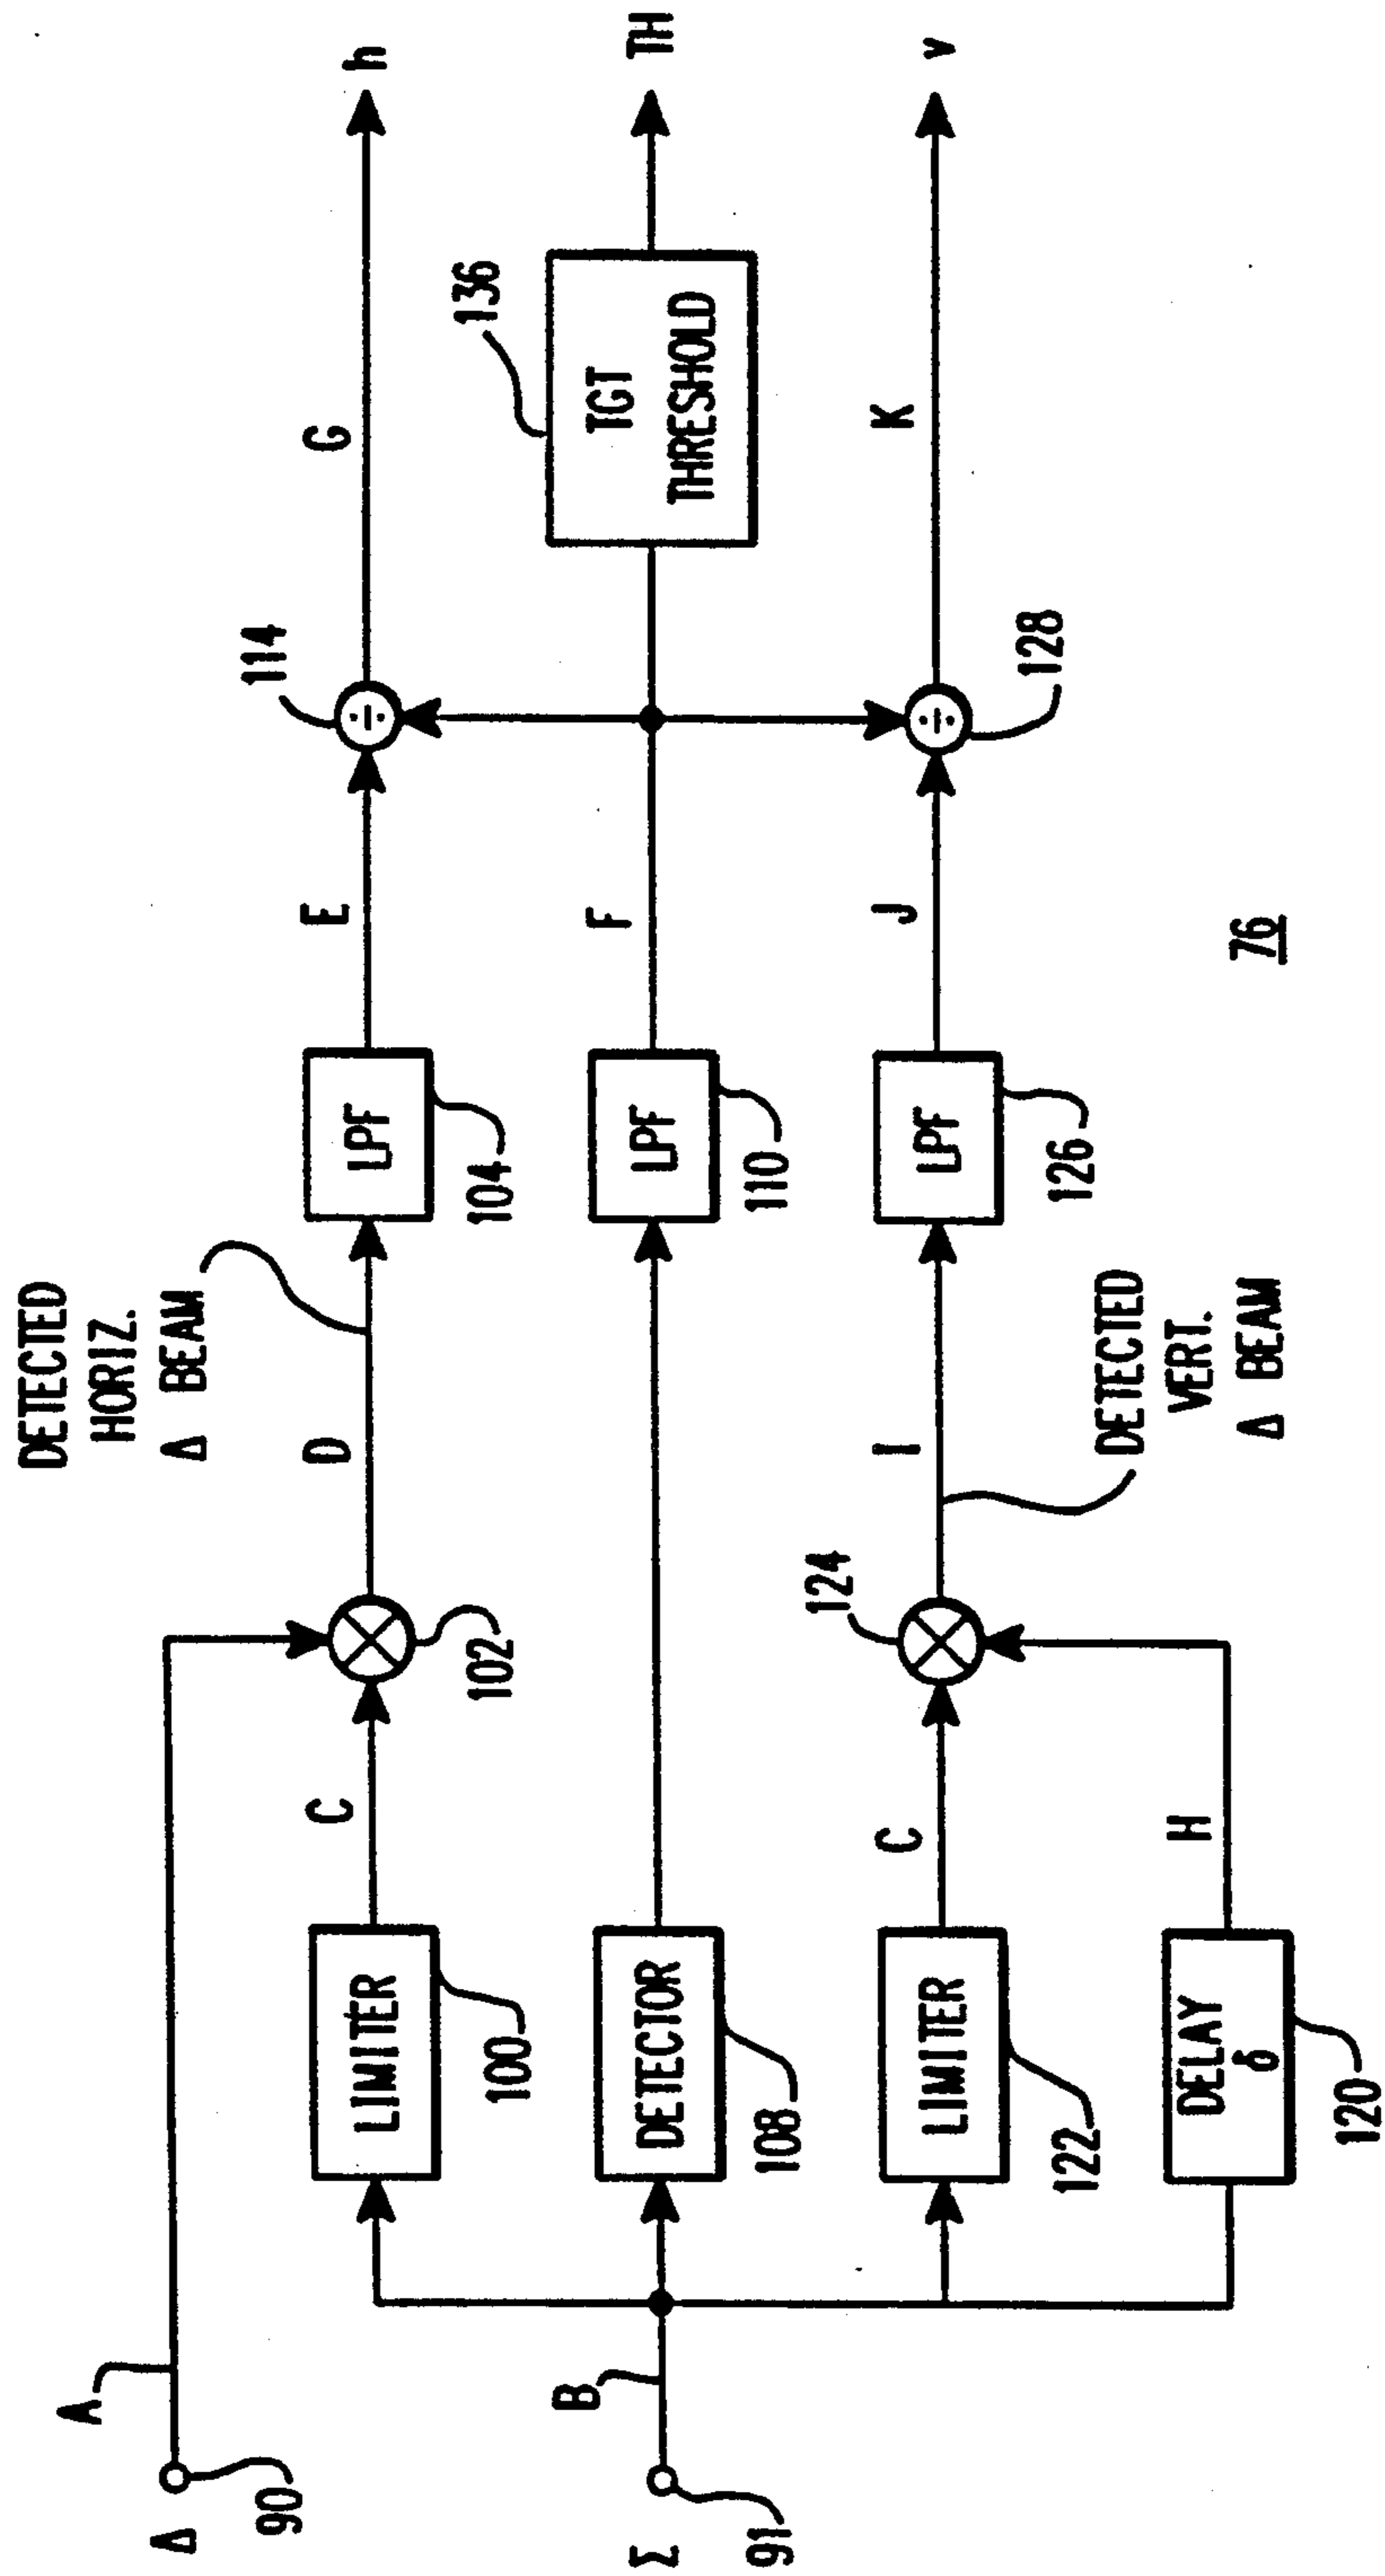 Δ
90
A
DETECTED
HORIZ.
Δ BEAM
LIMITER
100
C
102
D
LPF
104
E
114
G
h
Σ
91
B
DETECTOR
108
LPF
110
F
TGT
THRESHOLD
136
TH
LIMITER
122
C
124
I
LPF
126
J
÷
÷
128
K
v
DELAY
δ
120
H
DETECTED
VERT.
Δ BEAM
76